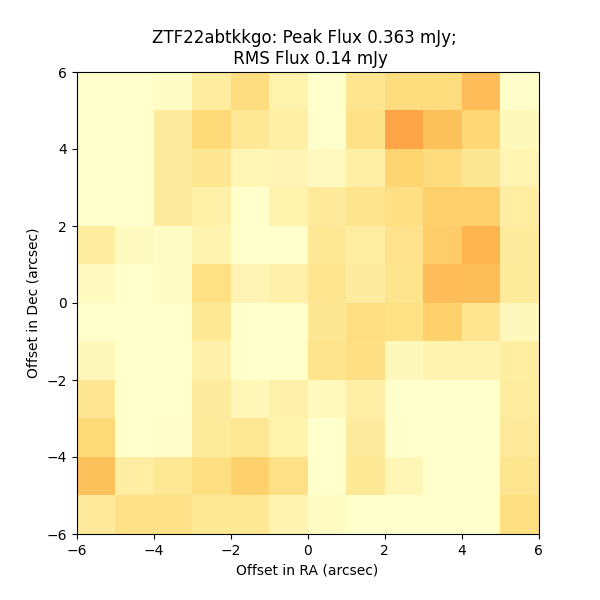 ZTF22abtkkgo: Peak Flux 0.363 mJy;
RMS Flux 0.14 mJy
6
4
2
0
−2
−4
−6
Offset in Dec (arcsec)
−6 −4 −2 0 2 4 6
Offset in RA (arcsec)